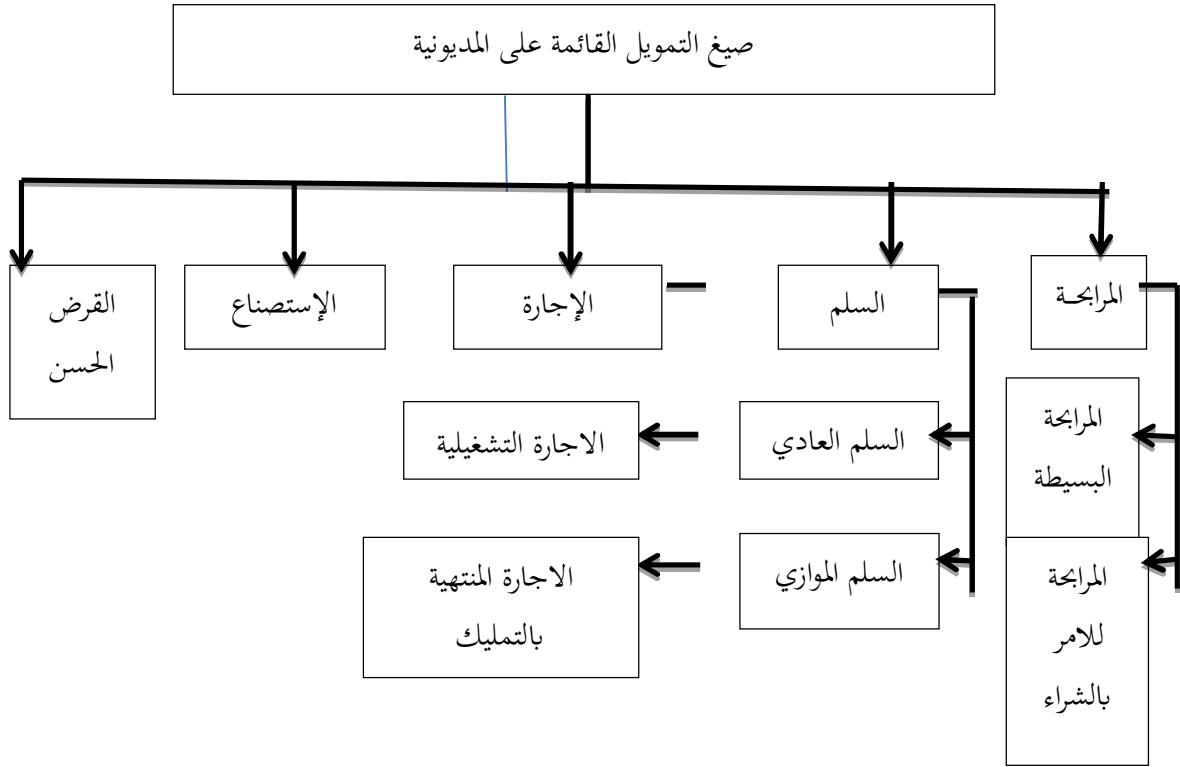 صيغ التمويل القائمة على المديونية
المرابحـة
السلم
الإجارة
الإستصناع
القرض
الحسن
المرابحة
البسيطة
السلم العادي
الاجارة التشغيلية
المرابحة
للامر
بالشراء
السلم الموازي
الاجارة المنتهية
بالتمليك